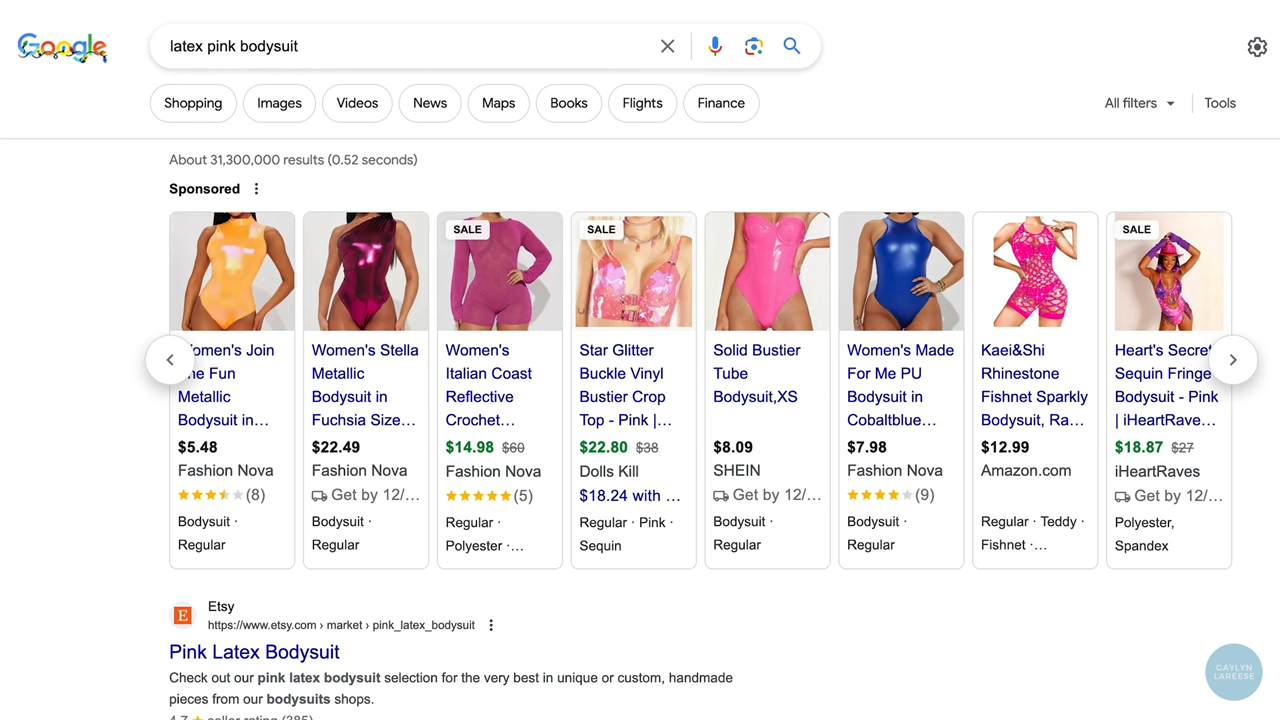 Google
latex pink bodysuit
Shopping
Images
Videos
News
Maps
Books
Flights
Finance
All filters
Tools
About 31,300,000 results (0.52 seconds)
Sponsored
Women's Join
the Fun
Metallic
Bodysuit in…
$5.48
Fashion Nova
(8)
Bodysuit ·
Regular
Women's Stella
Metallic
Bodysuit in
Fuchsia Size…
$22.49
Fashion Nova
Get by 12/…
Bodysuit ·
Regular
SALE
Women's
Italian Coast
Reflective
Crochet…
$14.98 $60
Fashion Nova
(5)
Regular ·
Polyester ·…
SALE
Star Glitter
Buckle Vinyl
Bustier Crop
Top - Pink |…
$22.80 $38
Dolls Kill
$18.24 with …
Regular · Pink ·
Sequin
Solid Bustier
Tube
Bodysuit,XS
$8.09
SHEIN
Get by 12/…
Bodysuit ·
Regular
Women's Made
For Me PU
Bodysuit in
Cobaltblue…
$7.98
Fashion Nova
(9)
Bodysuit ·
Regular
Kaei&Shi
Rhinestone
Fishnet Sparkly
Bodysuit, Ra…
$12.99
Amazon.com
Regular · Teddy ·
Fishnet ·…
SALE
Heart's Secret
Sequin Fringe
Bodysuit - Pink
| iHeartRave…
$18.87 $27
iHeartRaves
Get by 12/…
Polyester,
Spandex
E
Etsy
https://www.etsy.com › market › pink_latex_bodysuit
Pink Latex Bodysuit
Check out our pink latex bodysuit selection for the very best in unique or custom, handmade
pieces from our bodysuits shops.
4.7 seller rating (385)
GAYLYN
LAREESE